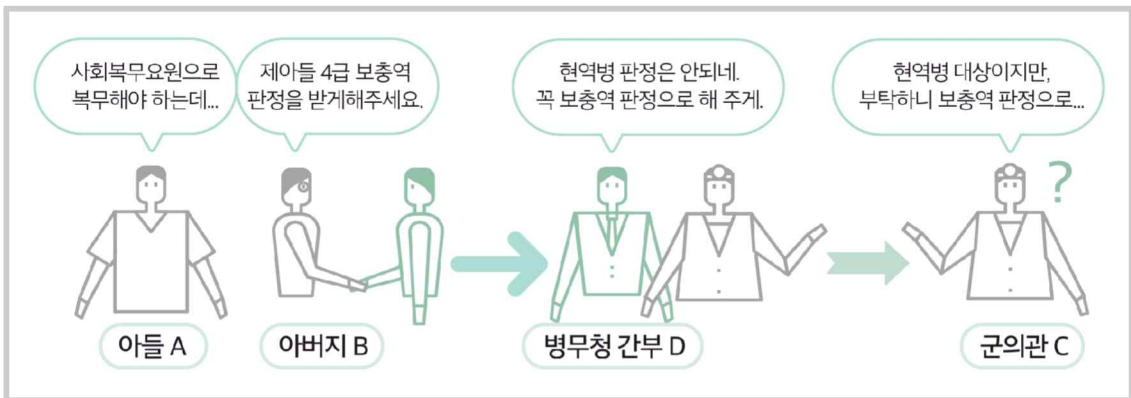 사회복무요원으로
복무해야 하는데...
제아들 4급 보충역
판정을 받게해주세요.
현역병 판정은 안되네.
꼭 보충역 판정으로 해 주게.
현역병 대상이지만,
부탁하니 보충역 판정으로...
?
아들 A
아버지 B
병무청 간부 D
군의관 C